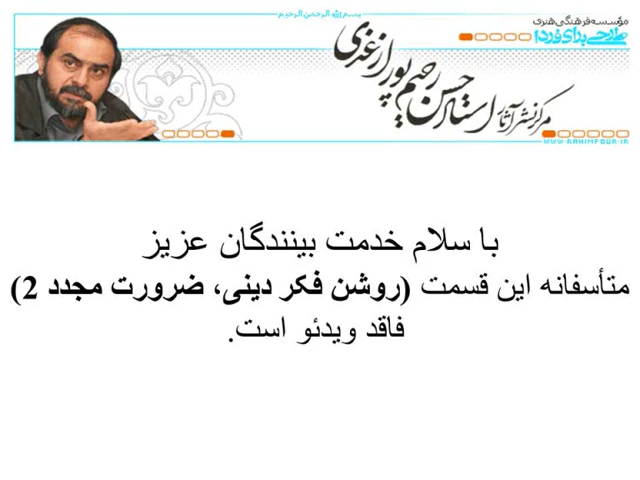 بسم‌الله الرحمن الرحیم
مؤسسه فرهنگی هنری
طرحی برای فردا
مرکز نشر آثار استاد حسن رحیم پور ازغدی
WWW.RAHIMPOUR.IR
با سلام خدمت بینندگان عزیز
متأسفانه این قسمت (روشن فکر دینی، ضرورت مجدد 2)
فاقد ویدئو است.